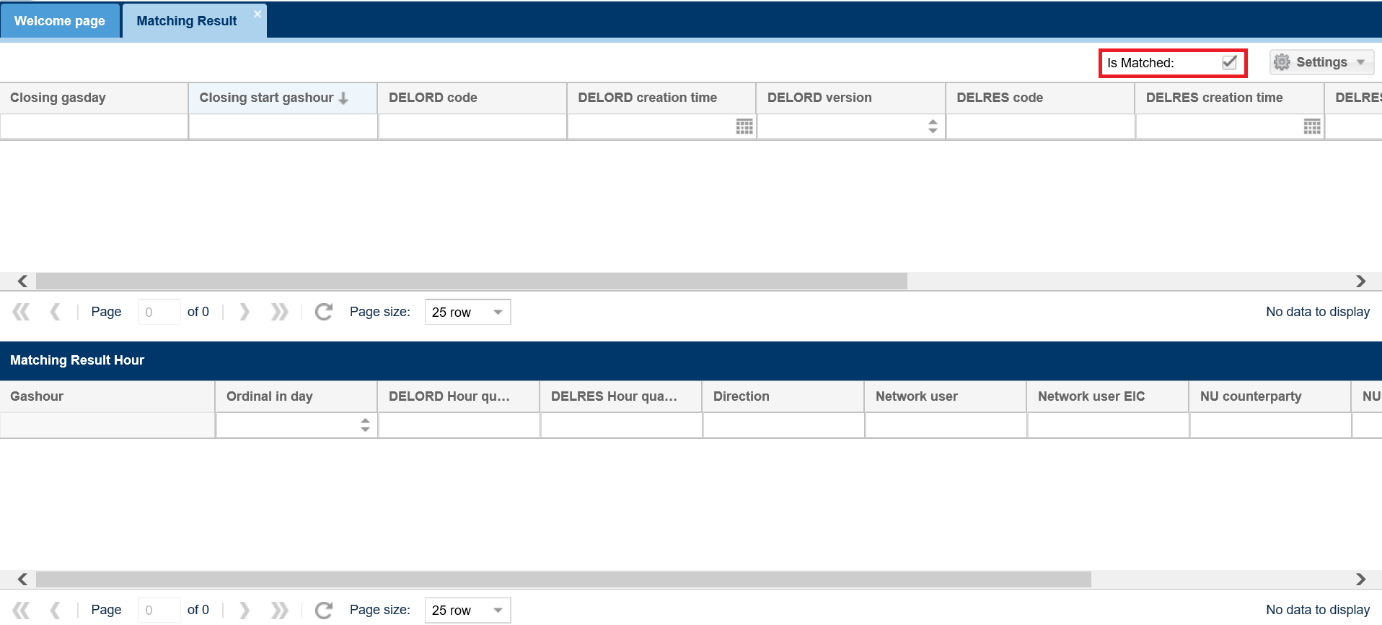 Welcome page Matching Result
Is Matched: Settings
Closing gasday Closing start gashour DELORD code DELORD creation time DELORD version DELRES code DELRES creation time DELRES
Page 0 of 0 Page size: 25 row No data to display
Matching Result Hour
Gashour Ordinal in day DELORD Hour qu... DELRES Hour qua... Direction Network user Network user EIC NU counterparty NU
Page 0 of 0 Page size: 25 row No data to display